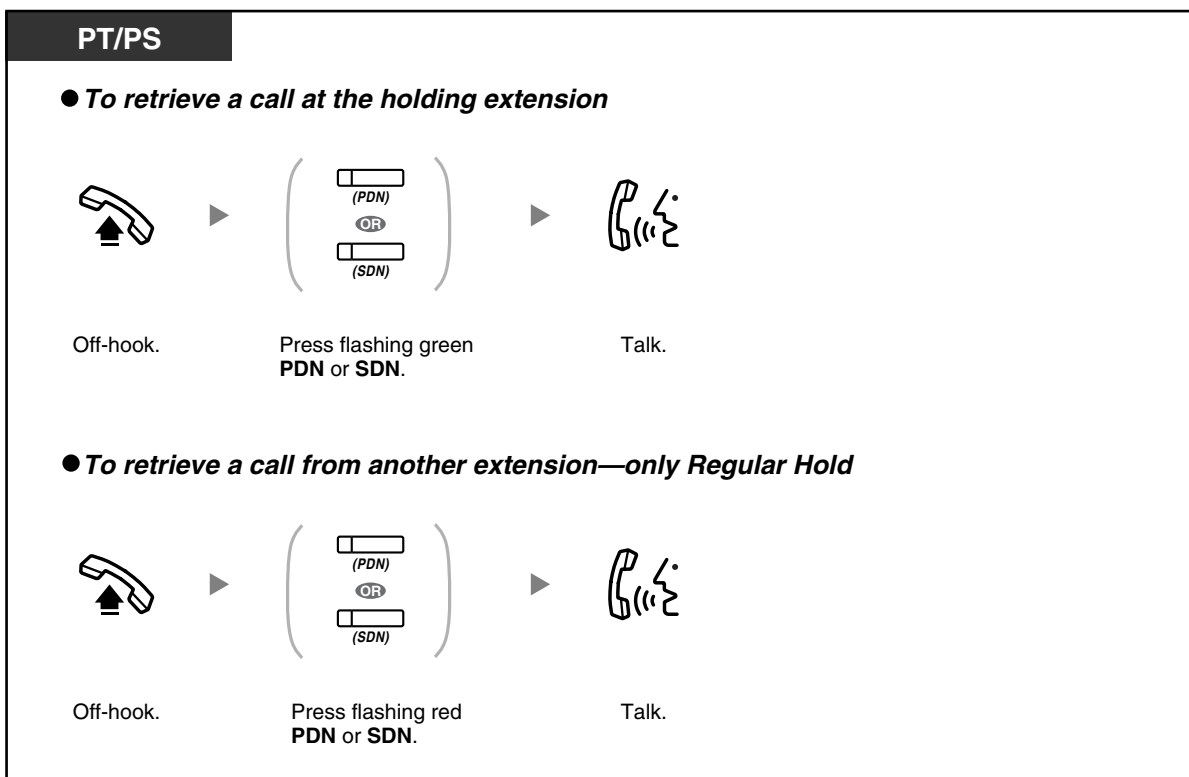 PT/PS
● To retrieve a call at the holding extension
(PDN)
OR
(SDN)
Off-hook.
Press flashing green
PDN or SDN.
Talk.
● To retrieve a call from another extension—only Regular Hold
(PDN)
OR
(SDN)
Off-hook.
Press flashing red
PDN or SDN.
Talk.